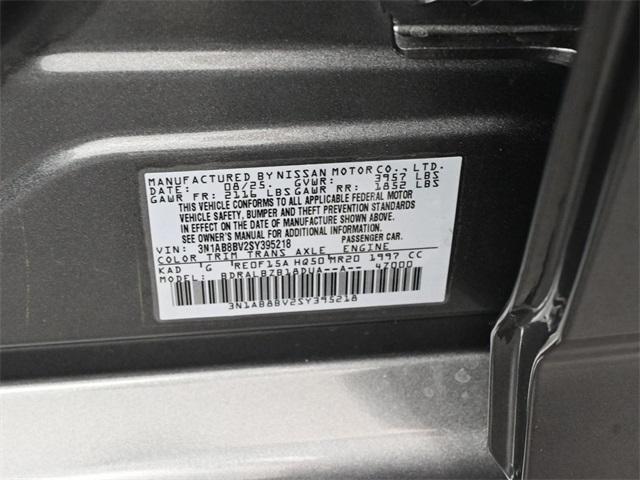 MANUFACTURED BY NISSAN MOTOR CO., LTD.
DATE: 08/25 GVWR: 3957 LBS
GAWR FR: 2116 LBS GAWR RR: 1852 LBS
THIS VEHICLE CONFORMS TO ALL APPLICABLE FEDERAL MOTOR
VEHICLE SAFETY, BUMPER AND THEFT PREVENTION STANDARDS
IN EFFECT ON THE DATE OF MANUFACTURE SHOWN ABOVE.
SEE OWNER'S MANUAL OR ADDITIONAL INFORMATION
VIN: 3N1AB8BV2SY395218 PASSENGER CAR.
COLOR TRIM TRANS AXLE ENGINE
KAD G RE0F15A HQ50 MR20 1997 CC
MODEL: BDRALBZB1ADUA--A-- 47000
3N1AB8BV2SY395218